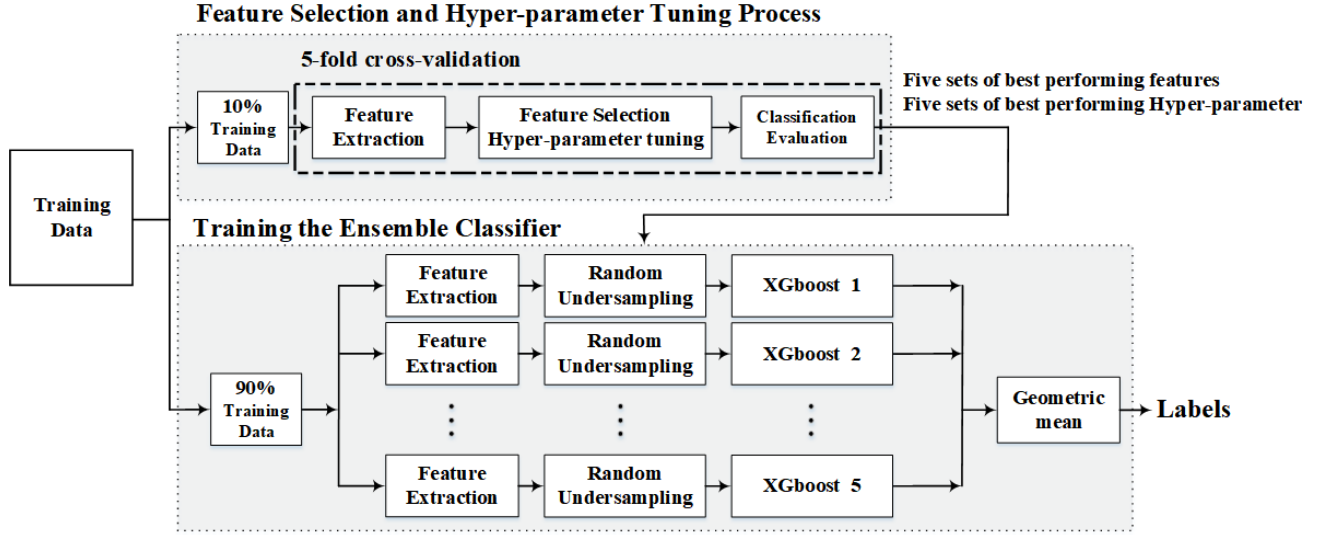 Feature Selection and Hyper-parameter Tuning Process
5-fold cross-validation
Five sets of best performing features
Five sets of best performing Hyper-parameter
10%
Training
Data
Feature
Extraction
Feature Selection
Hyper-parameter tuning
Classification
Evaluation
Training
Data
Training the Ensemble Classifier
Feature
Extraction
Random
Undersampling
XGboost 1
Feature
Extraction
Random
Undersampling
XGboost 2
90%
Training
Data
Feature
Extraction
Random
Undersampling
XGboost 5
Geometric
mean
Labels